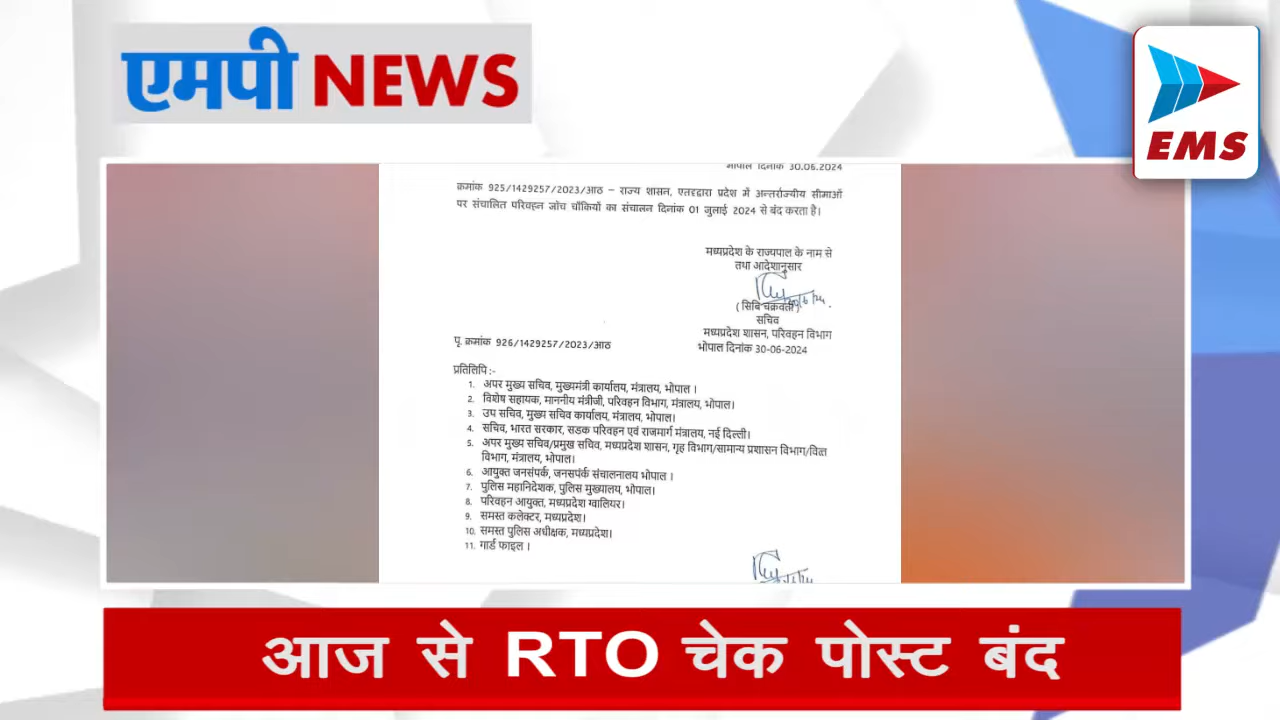 एमपी NEWS
EMS
भोपाल दिनांक 30.06.2024
क्रमांक 925/1429257/2023/आठ – राज्य शासन, एतद्द्वारा प्रदेश में अन्तर्राज्यीय सीमाओं
पर संचालित परिवहन जाँच चौंकियों का संचालन दिनांक 01 जुलाई 2024 से बंद करता है।
मध्यप्रदेश के राज्यपाल के नाम से
तथा आदेशानुसार
( सिबि चक्रवर्ती )
सचिव
मध्यप्रदेश शासन, परिवहन विभाग
पृ. क्रमांक 926/1429257/2023/आठ
भोपाल दिनांक 30-06-2024
प्रतिलिपि :-
1. अपर मुख्य सचिव, मुख्यमंत्री कार्यालय, मंत्रालय, भोपाल ।
2. विशेष सहायक, माननीय मंत्रीजी, परिवहन विभाग, मंत्रालय, भोपाल।
3. उप सचिव, मुख्य सचिव कार्यालय, मंत्रालय, भोपाल।
4. सचिव, भारत सरकार, सडक परिवहन एवं राजमार्ग मंत्रालय, नई दिल्ली।
5. अपर मुख्य सचिव/प्रमुख सचिव, मध्यप्रदेश शासन, गृह विभाग/सामान्य प्रशासन विभाग/वित्त
विभाग, मंत्रालय, भोपाल।
6. आयुक्त जनसंपर्क, जनसपंर्क संचालनालय भोपाल ।
7. पुलिस महानिदेशक, पुलिस मुख्यालय, भोपाल।
8. परिवहन आयुक्त, मध्यप्रदेश ग्वालियर।
9. समस्त कलेक्टर, मध्यप्रदेश।
10. समस्त पुलिस अधीक्षक, मध्यप्रदेश।
11. गार्ड फाइल ।
आज से RTO चेक पोस्ट बंद